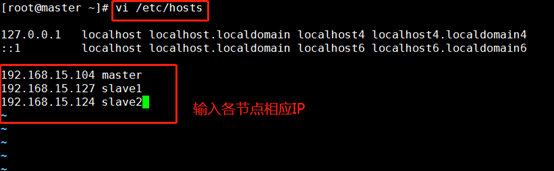 [root@master ~]# vi /etc/hosts
127.0.0.1 localhost localhost.localdomain localhost4 localhost4.localdomain4
::1 localhost localhost.localdomain localhost6 localhost6.localdomain6
192.168.15.104 master
192.168.15.127 slave1
192.168.15.124 slave2
输入各节点相应IP
~
~
~
~
~